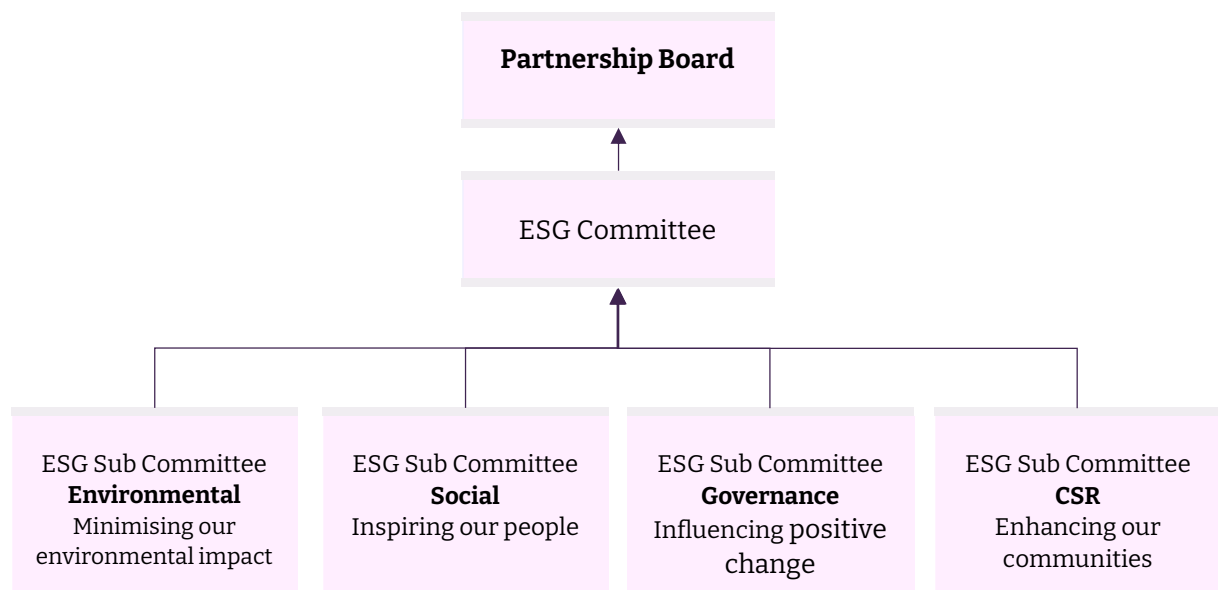 Partnership Board
ESG Committee
ESG Sub Committee
Environmental
Minimising our
environmental impact
ESG Sub Committee
Social
Inspiring our people
ESG Sub Committee
Governance
Influencing positive
change
ESG Sub Committee
CSR
Enhancing our
communities